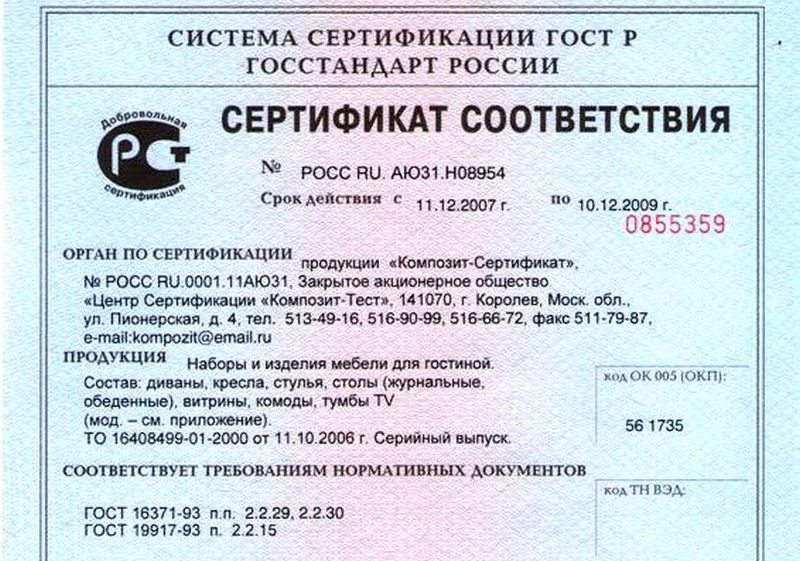 СИСТЕМА СЕРТИФИКАЦИИ ГОСТ Р
ГОССТАНДАРТ РОССИИ
Добровольная
РСТ
сертификация
СЕРТИФИКАТ СООТВЕТСТВИЯ
№ РОСС RU. АЮ31.Н08954
Срок действия с 11.12.2007 г. по 10.12.2009 г.
0855359
ОРГАН ПО СЕРТИФИКАЦИИ продукции «Композит-Сертификат»,
№ РОСС RU.0001.11АЮ31, Закрытое акционерное общество
«Центр Сертификации «Композит-Тест», 141070, г. Королев, Моск. обл.,
ул. Пионерская, д. 4, тел. 513-49-16, 516-90-99, 516-66-72, факс 511-79-87,
e-mail:kompozit@email.ru
ПРОДУКЦИЯ Наборы и изделия мебели для гостиной.
Состав: диваны, кресла, стулья, столы (журнальные,
обеденные), витрины, комоды, тумбы TV
(мод. – см. приложение).
ТО 16408499-01-2000 от 11.10.2006 г. Серийный выпуск.
код ОК 005 (ОКП):
56 1735
СООТВЕТСТВУЕТ ТРЕБОВАНИЯМ НОРМАТИВНЫХ ДОКУМЕНТОВ
ГОСТ 16371-93 п.п. 2.2.29, 2.2.30
ГОСТ 19917-93 п. 2.2.15
код ТН ВЭД: